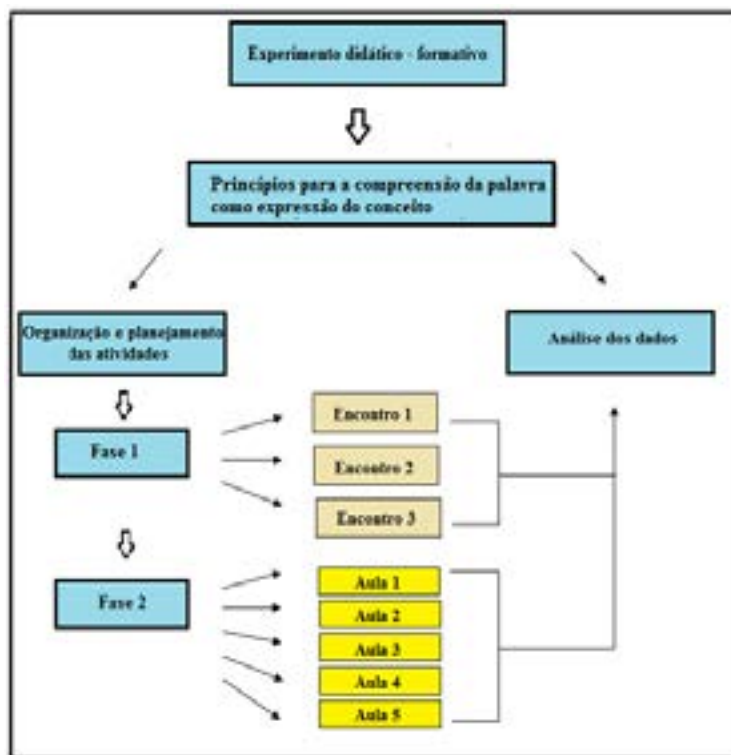 Experimento didático - formativo
Princípios para a compreensão da palavra
como expressão do conceito
Organização e planejamento
das atividades
Análise dos dados
Fase 1
Encontro 1
Encontro 2
Encontro 3
Fase 2
Aula 1
Aula 2
Aula 3
Aula 4
Aula 5